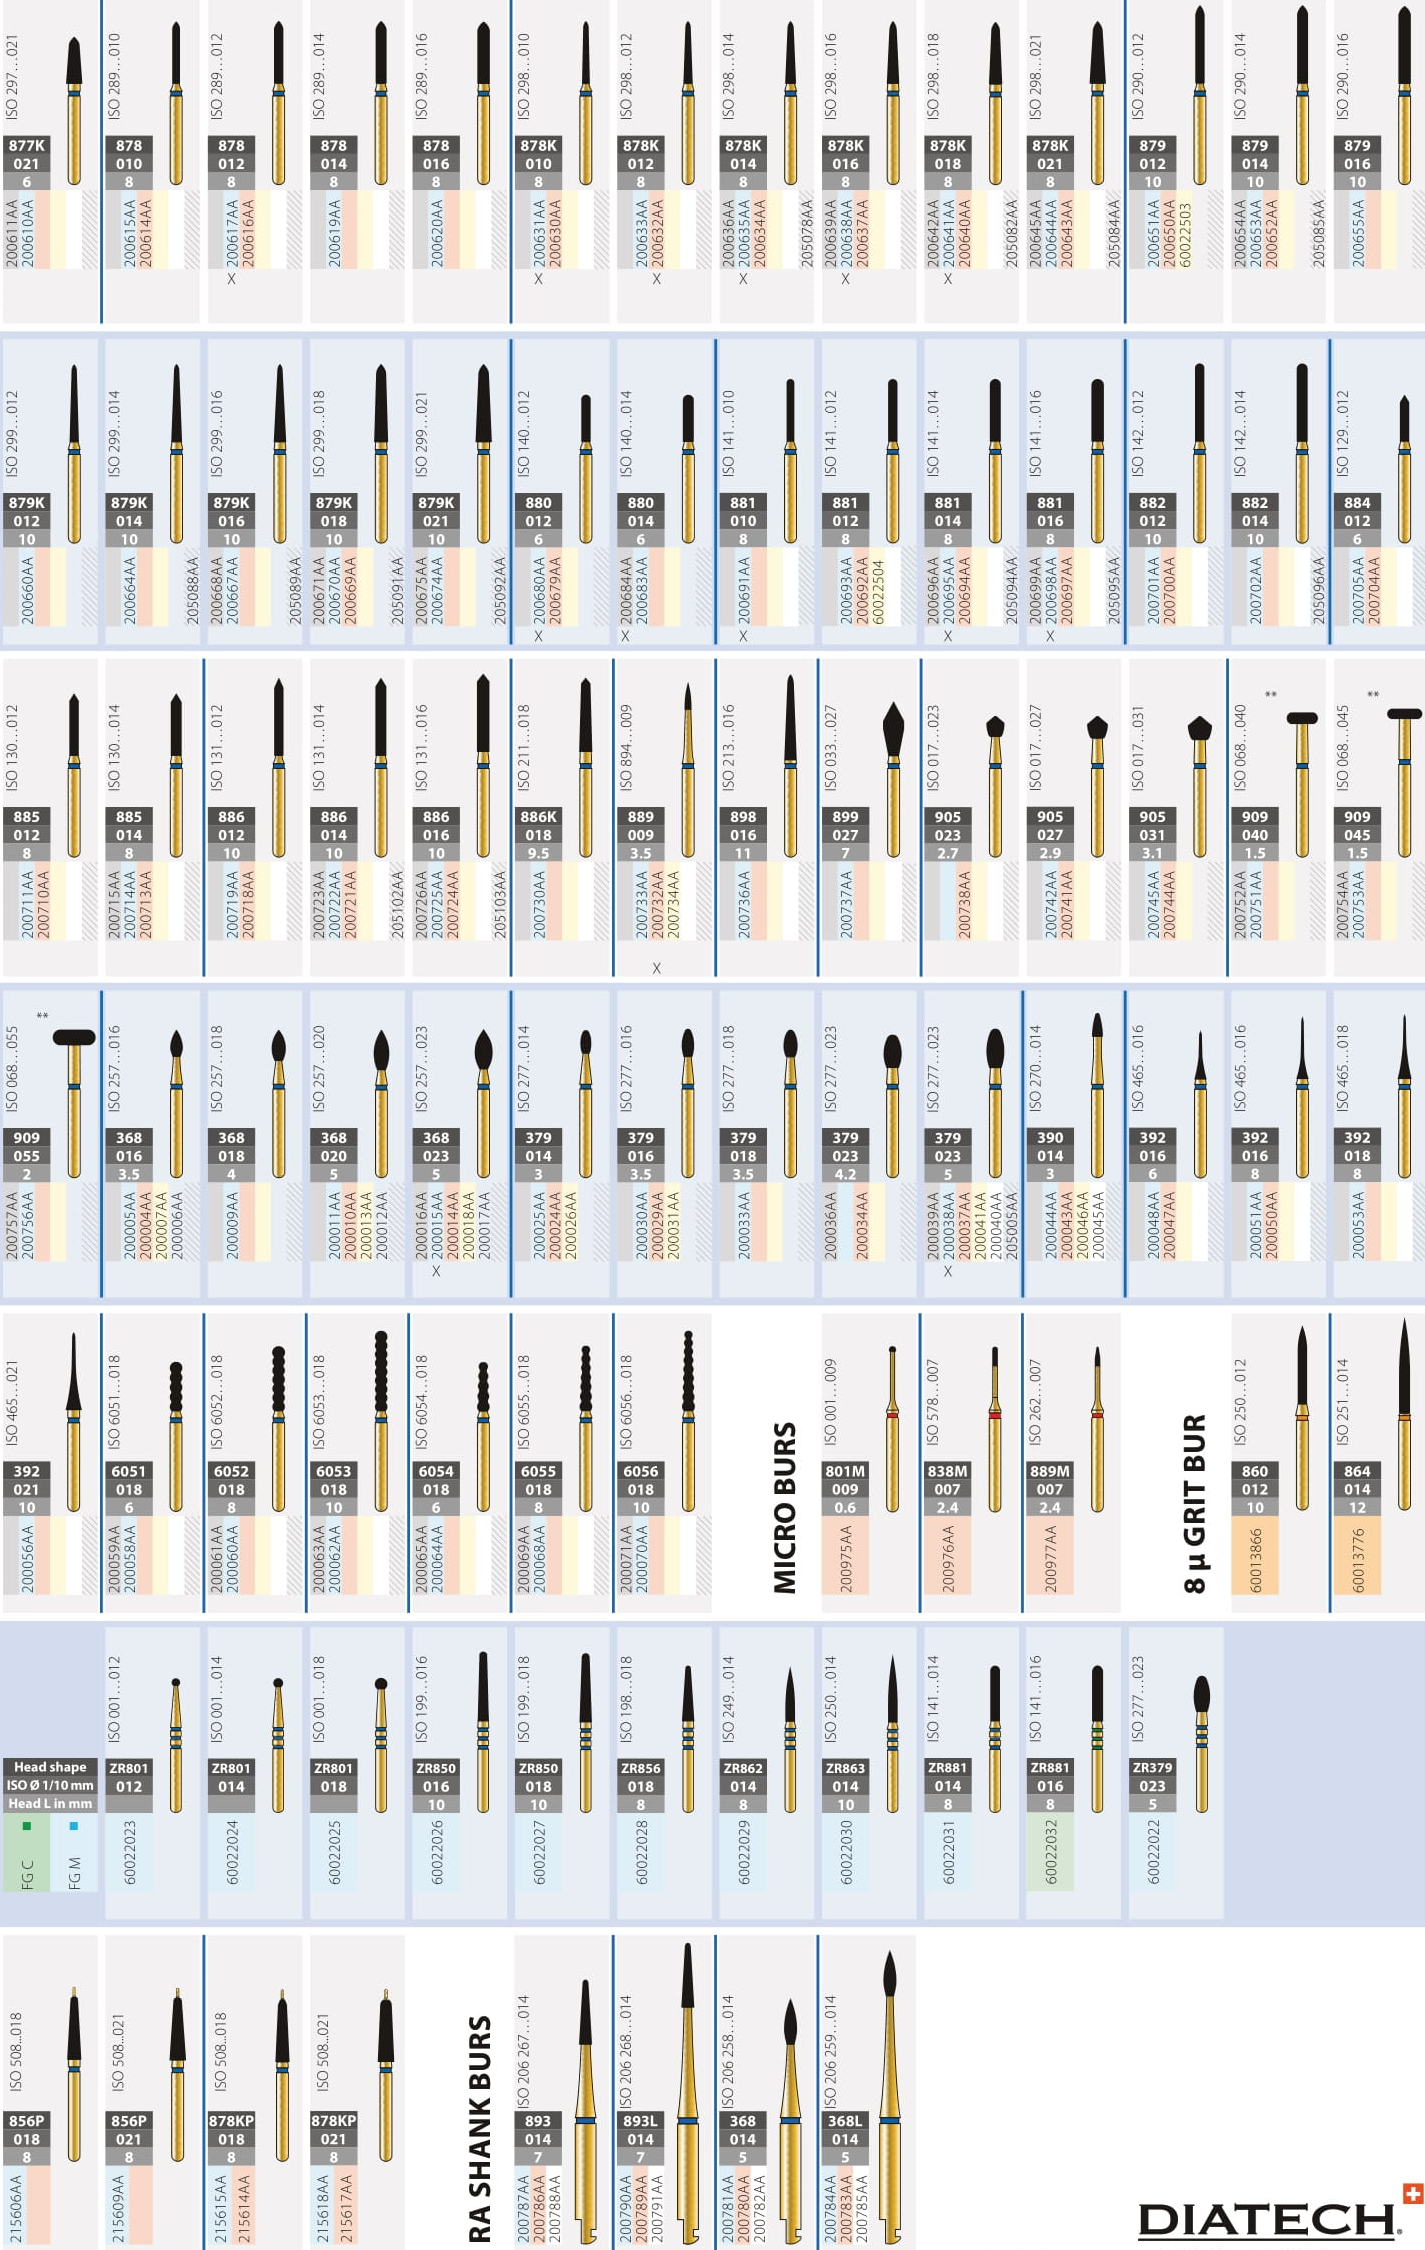 ISO 297...021
877K
021
6
200611AA
200610AA
ISO 289...010
878
010
8
200615AA
200614AA
ISO 289...012
878
012
8
200617AA
200616AA
X
ISO 289...014
878
014
8
200619AA
ISO 289...016
878
016
8
200620AA
ISO 298...010
878K
010
8
200631AA
200630AA
X
ISO 298...012
878K
012
8
200633AA
200632AA
X
ISO 298...014
878K
014
8
200636AA
200635AA
200634AA
205078AA
X
ISO 298...016
878K
016
8
200639AA
200638AA
200637AA
X
ISO 298...018
878K
018
8
200642AA
200641AA
200640AA
205082AA
X
ISO 298...021
878K
021
8
200645AA
200644AA
200643AA
205084AA
ISO 290...012
879
012
10
200651AA
200650AA
60022503
ISO 290...014
879
014
10
200654AA
200653AA
200652AA
205085AA
ISO 290...016
879
016
10
200655AA
ISO 299...012
879K
012
10
200660AA
ISO 299...014
879K
014
10
200664AA
205088AA
ISO 299...016
879K
016
10
200668AA
200667AA
205089AA
ISO 299...018
879K
018
10
200671AA
200670AA
200669AA
205091AA
ISO 299...021
879K
021
10
200675AA
200674AA
205092AA
ISO 140...012
880
012
6
200680AA
200679AA
X
ISO 140...014
880
014
6
200684AA
200683AA
X
ISO 141...010
881
010
8
200691AA
X
ISO 141...012
881
012
8
200693AA
200692AA
60022504
ISO 141...014
881
014
8
200696AA
200695AA
200694AA
205094AA
X
ISO 141...016
881
016
8
200699AA
200698AA
200697AA
205095AA
X
ISO 142...012
882
012
10
200701AA
200700AA
ISO 142...014
882
014
10
200702AA
205096AA
ISO 129...012
884
012
6
200705AA
200704AA
ISO 130...012
885
012
8
200711AA
200710AA
ISO 130...014
885
014
8
200715AA
200714AA
200713AA
ISO 131...012
886
012
10
200719AA
200718AA
ISO 131...014
886
014
10
200723AA
200722AA
200721AA
205102AA
ISO 131...016
886
016
10
200726AA
200725AA
200724AA
205103AA
ISO 211...018
886K
018
9.5
200730AA
ISO 894...009
889
009
3.5
200733AA
200732AA
200734AA
X
ISO 213...016
898
016
11
200736AA
ISO 033...027
899
027
7
200737AA
ISO 017...023
905
023
2.7
200738AA
ISO 017...027
905
027
2.9
200742AA
200741AA
ISO 017...031
905
031
3.1
200745AA
200744AA
ISO 068...040
**
909
040
1.5
200752AA
200751AA
ISO 068...045
**
909
045
1.5
200754AA
200753AA
ISO 068...055
**
909
055
2
200757AA
200756AA
ISO 257...016
368
016
3.5
200005AA
200004AA
200007AA
200006AA
ISO 257...018
368
018
4
200009AA
ISO 257...020
368
020
5
200011AA
200010AA
200013AA
200012AA
ISO 257...023
368
023
5
200016AA
200015AA
200014AA
200018AA
200017AA
X
ISO 277...014
379
014
3
200025AA
200024AA
200026AA
ISO 277...016
379
016
3.5
200030AA
200029AA
200031AA
ISO 277...018
379
018
3.5
200033AA
ISO 277...023
379
023
4.2
200036AA
200034AA
ISO 277...023
379
023
5
200039AA
200038AA
200037AA
200041AA
200040AA
205005AA
X
ISO 270...014
390
014
3
200044AA
200043AA
200046AA
200045AA
ISO 465...016
392
016
6
200048AA
200047AA
ISO 465...016
392
016
8
200051AA
200050AA
ISO 465...018
392
018
8
200053AA
ISO 465...021
392
021
10
200056AA
ISO 6051...018
6051
018
6
200059AA
200058AA
ISO 6052...018
6052
018
8
200061AA
200060AA
ISO 6053...018
6053
018
10
200063AA
200062AA
ISO 6054...018
6054
018
6
200065AA
200064AA
ISO 6055...018
6055
018
8
200069AA
200068AA
ISO 6056...018
6056
018
10
200071AA
200070AA
MICRO BURS
ISO 001...009
801M
009
0.6
200975AA
ISO 578...007
838M
007
2.4
200976AA
ISO 262...007
889M
007
2.4
200977AA
8 µ GRIT BUR
ISO 250...012
860
012
10
60013866
ISO 251...014
864
014
12
60013776
Head shape
ISO Ø 1/10 mm
Head L in mm
FG C
FG M
ISO 001...012
ZR801
012
60022023
ISO 001...014
ZR801
014
60022024
ISO 001...018
ZR801
018
60022025
ISO 199...016
ZR850
016
10
60022026
ISO 199...018
ZR850
018
10
60022027
ISO 198...018
ZR856
018
8
60022028
ISO 249...014
ZR862
014
8
60022029
ISO 250...014
ZR863
014
10
60022030
ISO 141...014
ZR881
014
8
60022031
ISO 141...016
ZR881
016
8
60022032
ISO 277...023
ZR379
023
5
60022022
ISO 508...018
856P
018
8
215606AA
ISO 508...021
856P
021
8
215609AA
ISO 508...018
878KP
018
8
215615AA
215614AA
ISO 508...021
878KP
021
8
215618AA
215617AA
RA SHANK BURS
ISO 206 267...014
893
014
7
200787AA
200786AA
200788AA
ISO 206 268...014
893L
014
7
200790AA
200789AA
200791AA
ISO 206 258...014
368
014
5
200781AA
200780AA
200782AA
ISO 206 259...014
368L
014
5
200784AA
200783AA
200785AA
DIATECH®